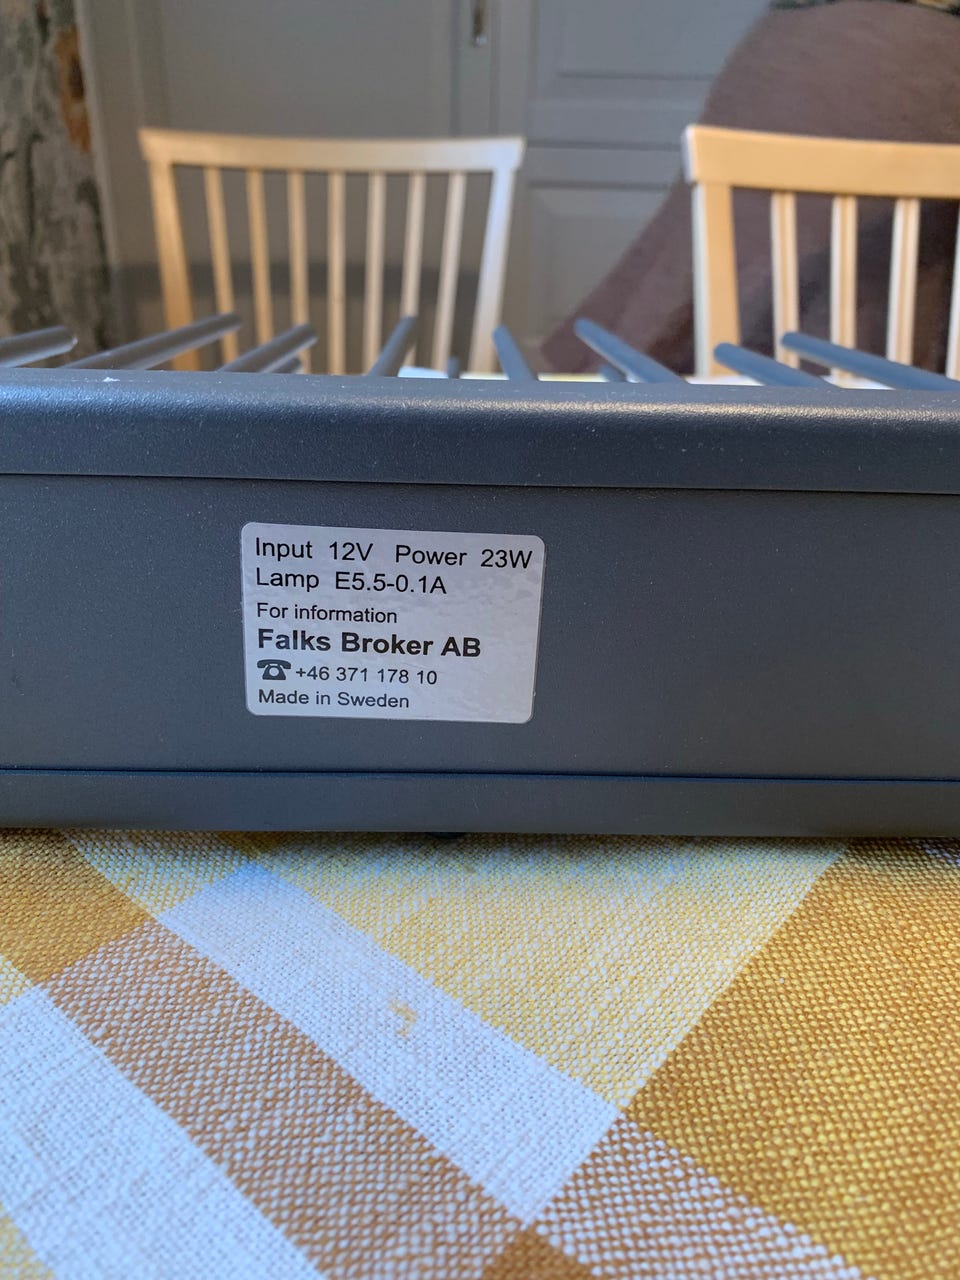 Input 12V Power 23W
Lamp E5.5-0.1A
For information
Falks Broker AB
☎ +46 371 178 10
Made in Sweden